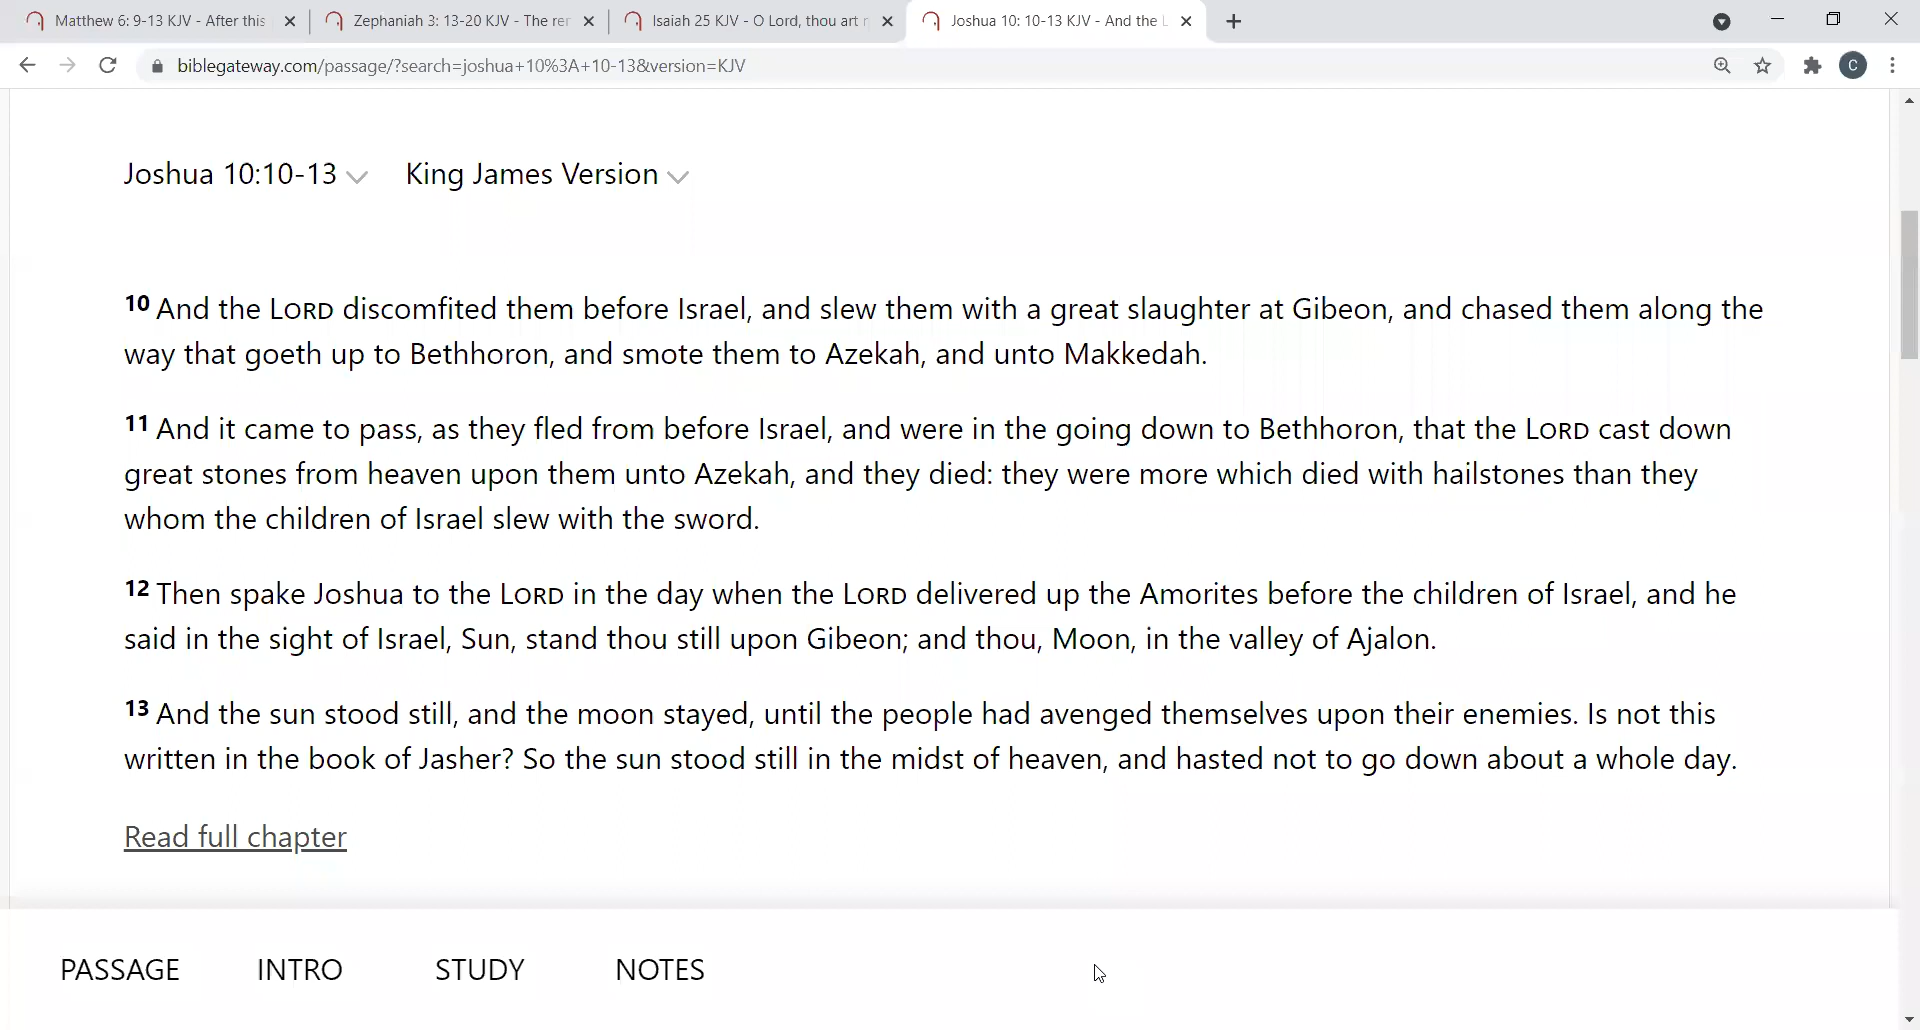 Matthew 6: 9-13 KJV - After this
Zephaniah 3: 13-20 KJV - The rer
Isaiah 25 KJV - O Lord, thou art
Joshua 10: 10-13 KJV - And the L
biblegateway.com/passage/?search=joshua+10%3A+10-13&version=KJV
C
Joshua 10:10-13 King James Version
10 And the LORD discomfited them before Israel, and slew them with a great slaughter at Gibeon, and chased them along the
way that goeth up to Bethhoron, and smote them to Azekah, and unto Makkedah.
11 And it came to pass, as they fled from before Israel, and were in the going down to Bethhoron, that the LORD cast down
great stones from heaven upon them unto Azekah, and they died: they were more which died with hailstones than they
whom the children of Israel slew with the sword.
12 Then spake Joshua to the LORD in the day when the LORD delivered up the Amorites before the children of Israel, and he
said in the sight of Israel, Sun, stand thou still upon Gibeon; and thou, Moon, in the valley of Ajalon.
13 And the sun stood still, and the moon stayed, until the people had avenged themselves upon their enemies. Is not this
written in the book of Jasher? So the sun stood still in the midst of heaven, and hasted not to go down about a whole day.
Read full chapter
PASSAGE INTRO STUDY NOTES